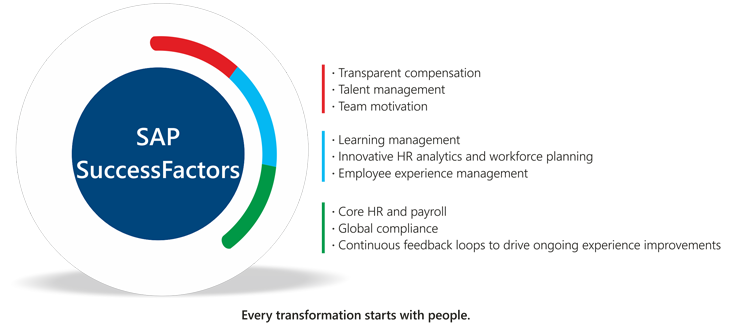 SAP
SuccessFactors
· Transparent compensation
· Talent management
· Team motivation
· Learning management
· Innovative HR analytics and workforce planning
· Employee experience management
· Core HR and payroll
· Global compliance
· Continuous feedback loops to drive ongoing experience improvements
Every transformation starts with people.